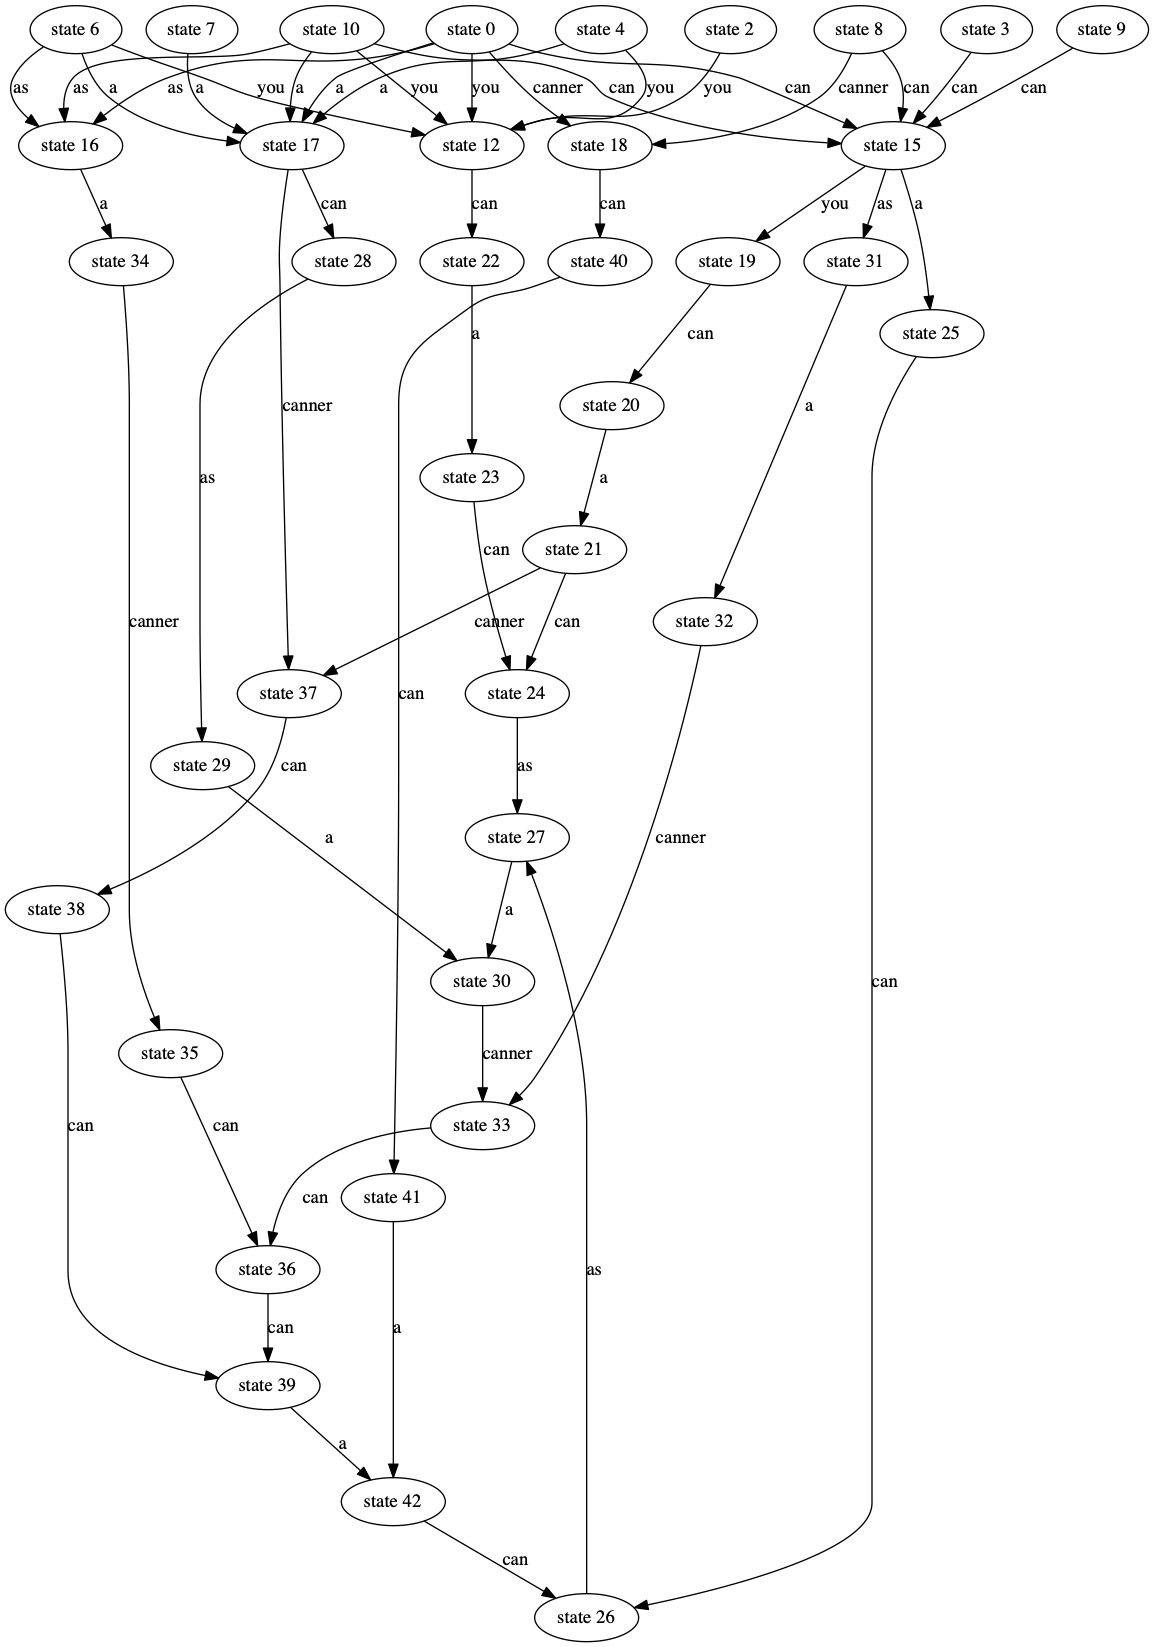 state 6
state 7
state 10
state 0
state 4
state 2
state 8
state 3
state 9
as
a
a
you
as
as
a
a
a
you
you
canner
can
you
you
can
canner
can
can
can
state 16
state 17
state 12
state 18
state 15
a
can
can
can
you
as
a
state 34
state 28
state 22
state 40
state 19
state 31
a
can
state 25
canner
state 20
a
as
state 23
a
can
state 21
canner
canner
can
state 32
state 37
can
state 24
state 29
can
as
a
state 27
canner
state 38
a
state 30
can
state 35
canner
can
can
state 33
can
state 41
state 36
as
can
a
state 39
a
state 42
can
state 26